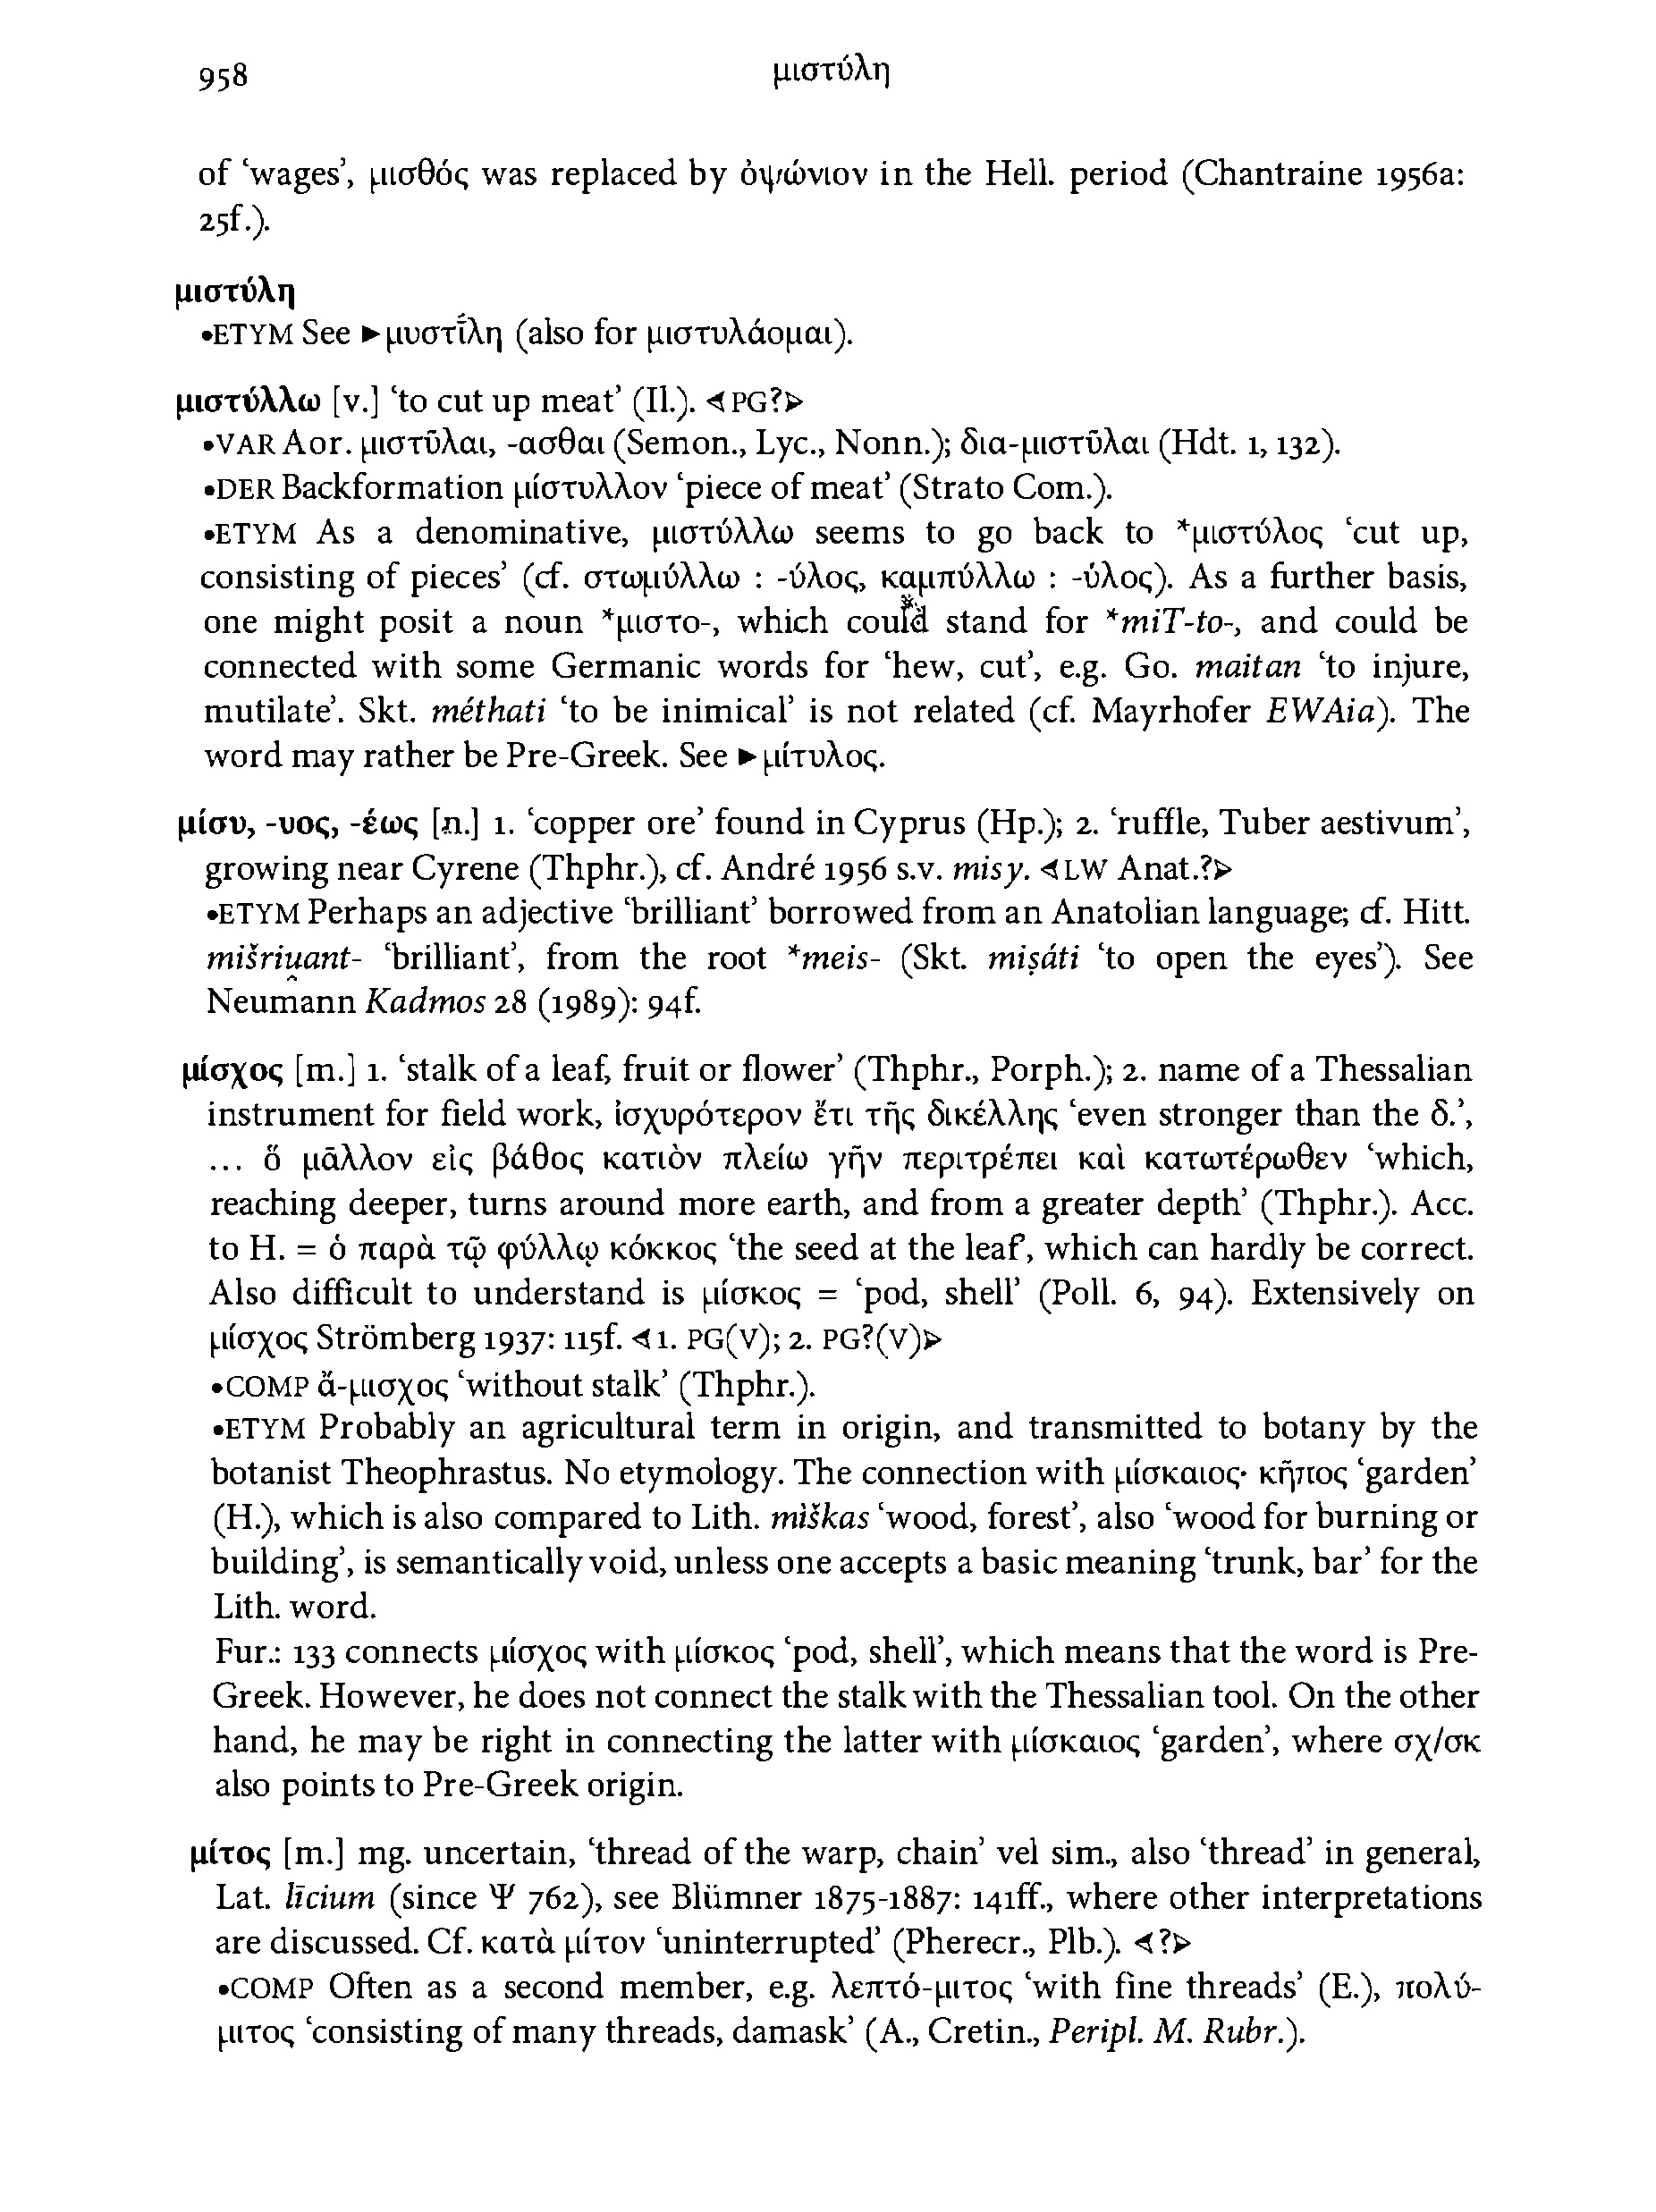 958
μιστύλη
of ‘wages’, μισθός was replaced by ὀψώνιον in the Hell. period (Chantraine 1956a:
25f.).
μιστύλη
•ETYM See ►μυστί̄λη (also for μιστυλάομαι).
μιστύλλω [v.] ‘to cut up meat’ (Il.). ◁PG?▷
•VAR Aor. μιστῦλαι, -ασθαι (Semon., Lyc., Nonn.); δια-μιστῦλαι (Hdt. 1, 132).
•DER Backformation μίστυλλον ‘piece of meat’ (Strato Com.).
•ETYM As a denominative, μιστύλλω seems to go back to *μιστύλος ‘cut up,
consisting of pieces’ (cf. στωμύλλω : -ύλος, καμπύλλω : -ύλος). As a further basis,
one might posit a noun *μιστο-, which could stand for *miT-to-, and could be
connected with some Germanic words for ‘hew, cut’, e.g. Go. maitan ‘to injure,
mutilate’. Skt. méthati ‘to be inimical’ is not related (cf. Mayrhofer EWAia). The
word may rather be Pre-Greek. See ►μίτυλος.
μίσυ, -υος, -έως [n.] 1. ‘copper ore’ found in Cyprus (Hp.); 2. ‘ruffle, Tuber aestivum’,
growing near Cyrene (Thphr.), cf. André 1956 s.v. misy. ◁LW Anat.?▷
•ETYM Perhaps an adjective ‘brilliant’ borrowed from an Anatolian language; cf. Hitt.
mišriu̯ant- ‘brilliant’, from the root *meis- (Skt. miṣáti ‘to open the eyes’). See
Neumann Kadmos 28 (1989): 94f.
μίσχος [m.] 1. ‘stalk of a leaf, fruit or flower’ (Thphr., Porph.); 2. name of a Thessalian
instrument for field work, ἰσχυρότερον ἔτι τῆς δικέλλης ‘even stronger than the δ.’,
... ὃ μᾶλλον εἰς βάθος κατιὸν πλείω γῆν περιτρέπει καὶ κατωτέρωθεν ‘which,
reaching deeper, turns around more earth, and from a greater depth’ (Thphr.). Acc.
to H. = ὁ παρὰ τῷ φύλλῳ κόκκος ‘the seed at the leaf’, which can hardly be correct.
Also difficult to understand is μίσκος = ‘pod, shell’ (Poll. 6, 94). Extensively on
μίσχος Strömberg 1937: 115f. ◁1. PG(V); 2. PG?(V)▷
•COMP ἄ-μισχος ‘without stalk’ (Thphr.).
•ETYM Probably an agricultural term in origin, and transmitted to botany by the
botanist Theophrastus. No etymology. The connection with μίσκαιος· κῆπος ‘garden’
(H.), which is also compared to Lith. mìškas ‘wood, forest’, also ‘wood for burning or
building’, is semantically void, unless one accepts a basic meaning ‘trunk, bar’ for the
Lith. word.
Fur.: 133 connects μίσχος with μίσκος ‘pod, shell’, which means that the word is Pre-
Greek. However, he does not connect the stalk with the Thessalian tool. On the other
hand, he may be right in connecting the latter with μίσκαιος ‘garden’, where σχ/σκ
also points to Pre-Greek origin.
μίτος [m.] mg. uncertain, ‘thread of the warp, chain’ vel sim., also ‘thread’ in general,
Lat. līcium (since Ψ 762), see Blümner 1875-1887: 141ff., where other interpretations
are discussed. Cf. κατὰ μίτον ‘uninterrupted’ (Pherecr., Plb.). ◁?▷
•COMP Often as a second member, e.g. λεπτό-μιτος ‘with fine threads’ (E.), πολύ-
μιτος ‘consisting of many threads, damask’ (A., Cretin., Peripl. M. Rubr.).